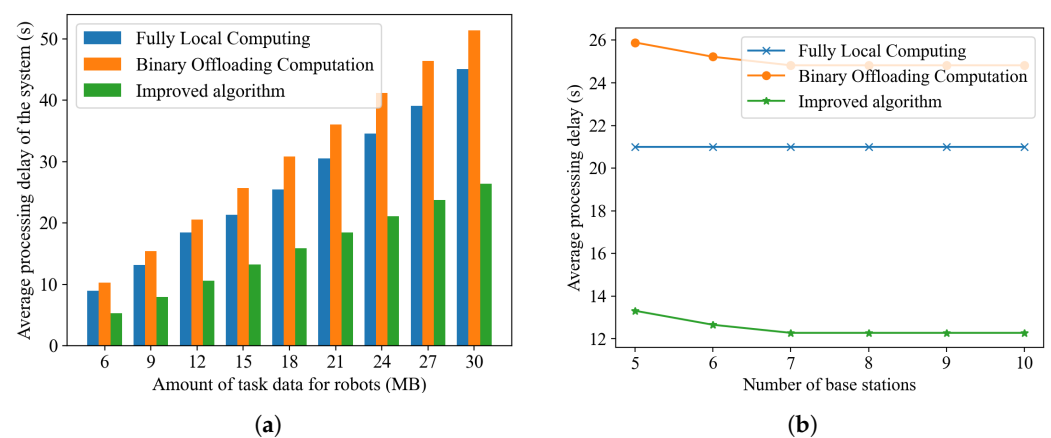 Average processing delay of the system (s)
50
40
30
20
10
0
Fully Local Computing
Binary Offloading Computation
Improved algorithm
6 9 12 15 18 21 24 27 30
Amount of task data for robots (MB)
(a)
Average processing delay (s)
26
24
22
20
18
16
14
12
Fully Local Computing
Binary Offloading Computation
Improved algorithm
5 6 7 8 9 10
Number of base stations
(b)